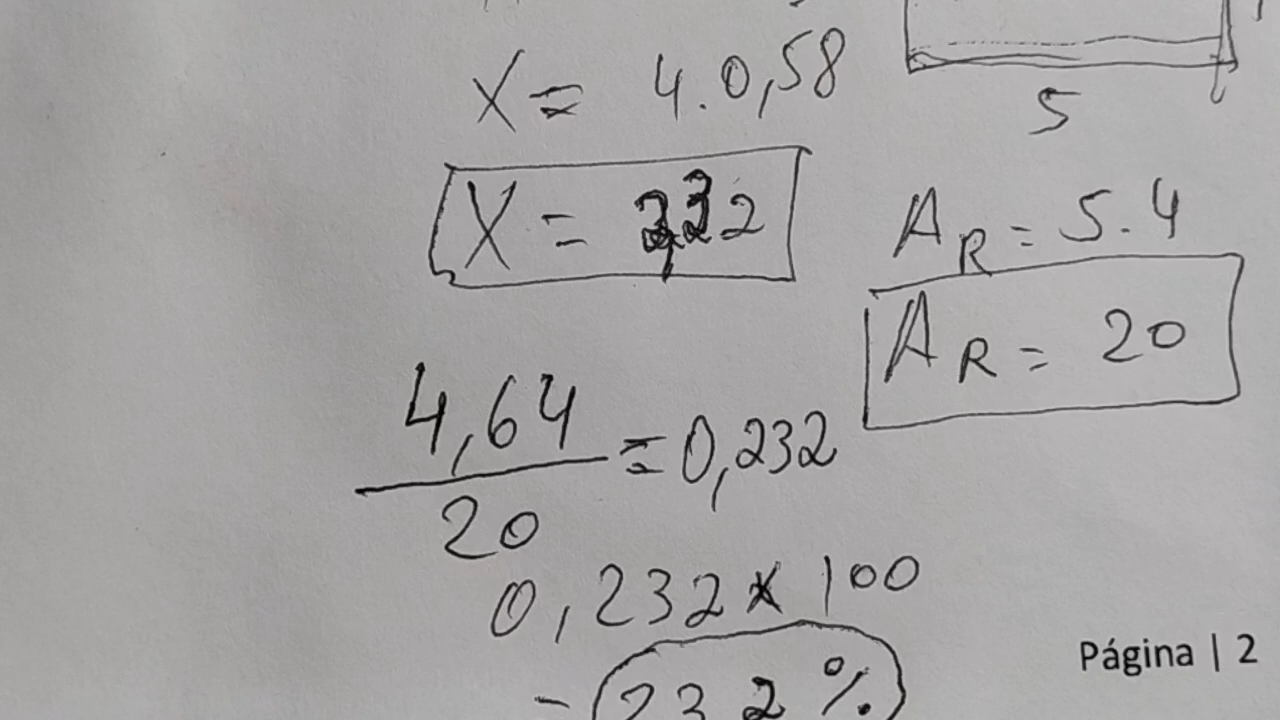 X = 4.0,58
5
X = 2,32
A_R = 5.4
A_R = 20
4,64
= 0,232
20
0,232 x 100
= 23,2 %
Página | 2